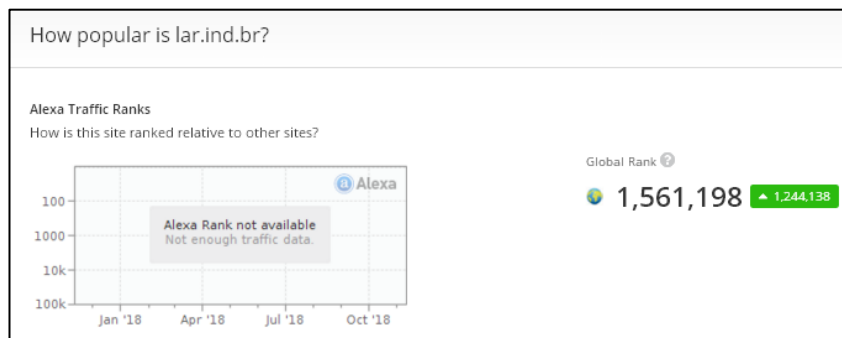 How popular is lar.ind.br?
Alexa Traffic Ranks
How is this site ranked relative to other sites?
Global Rank ?
1,561,198 1,244,138
a Alexa
Alexa Rank not available
Not enough traffic data.
100
1000
10k
100k
Jan '18 Apr '18 Jul '18 Oct '18